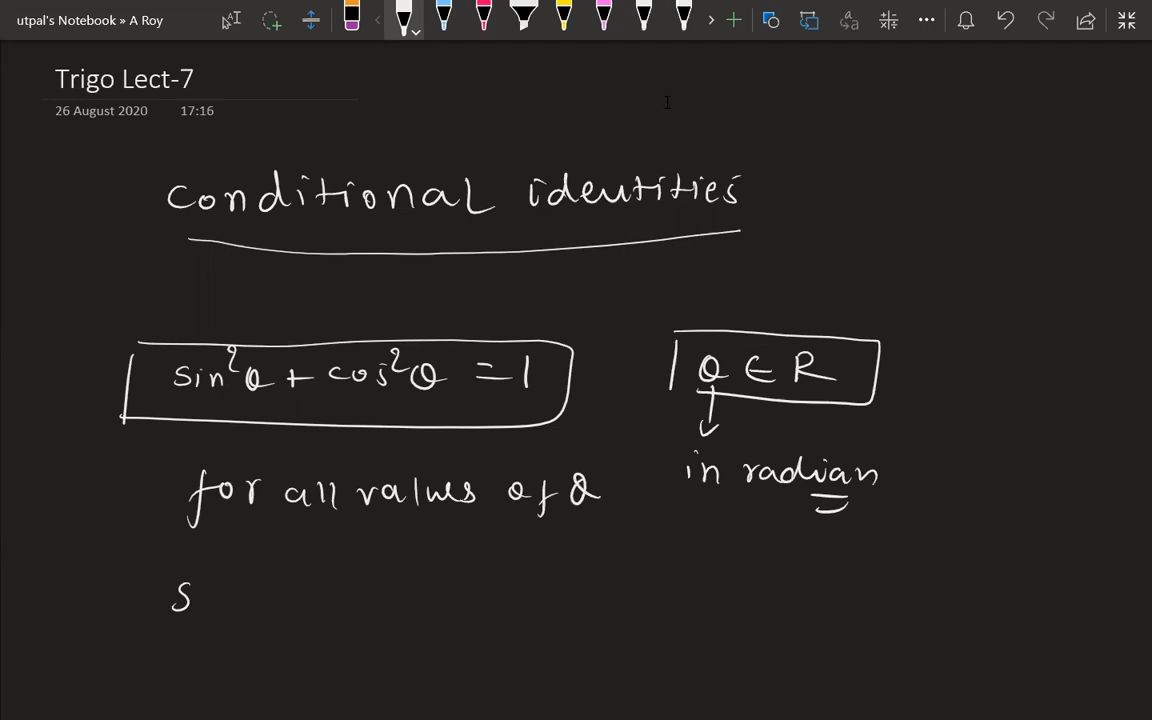 utpal's Notebook » A Roy
Trigo Lect-7
26 August 2020 17:16
conditional identities
sin²θ + cos²θ = 1 θ ∈ R
in radian
for all values of θ
S